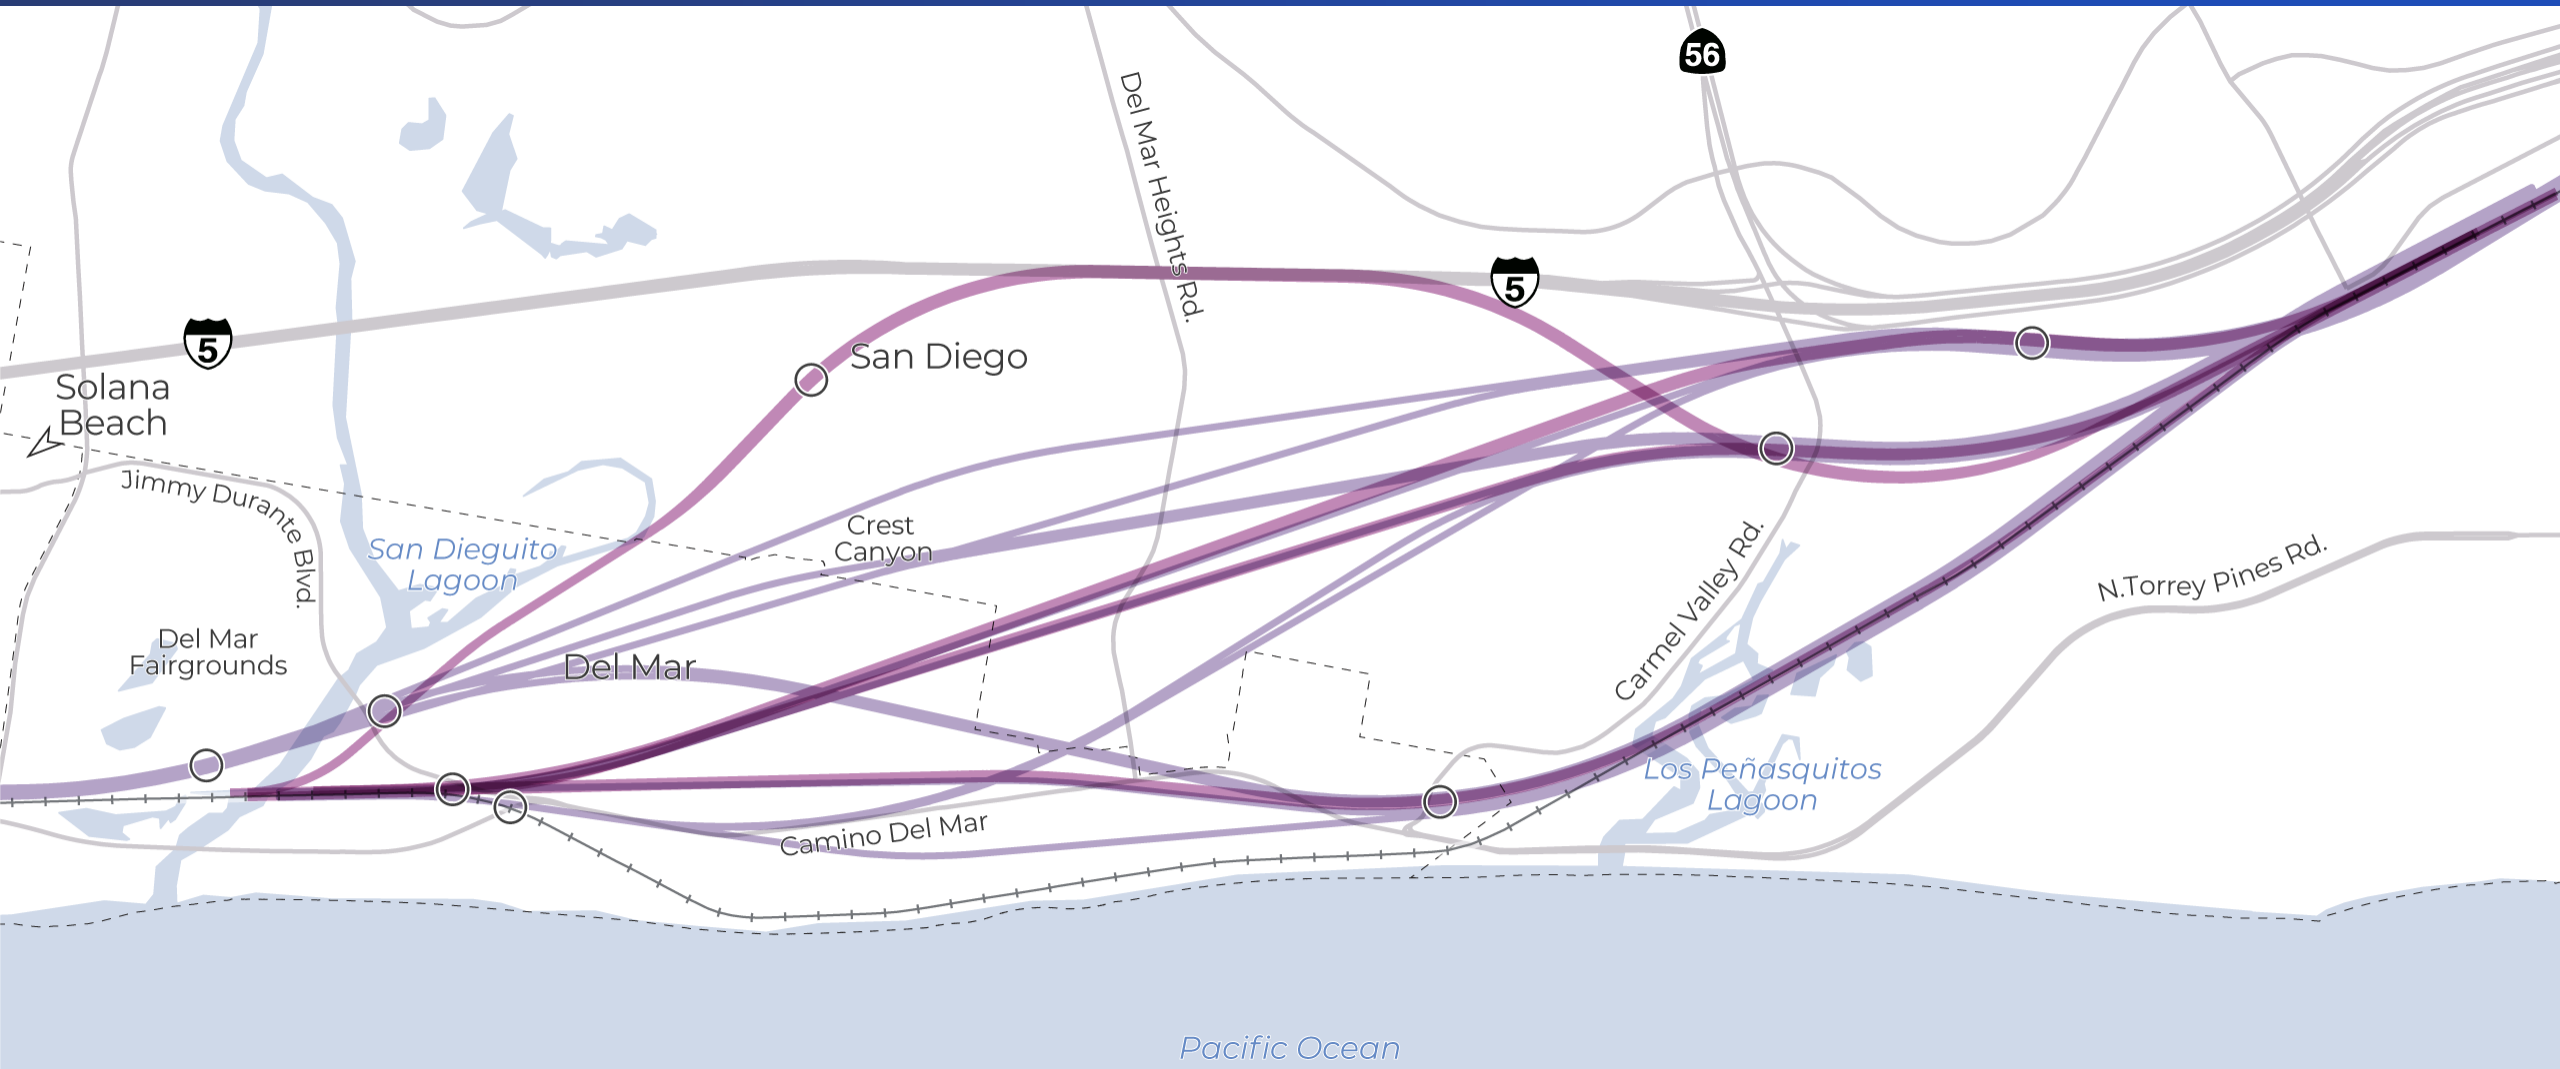 56
Del Mar Heights Rd.
5
5
San Diego
Solana
Beach
Jimmy Durante Blvd.
Crest
Canyon
San Dieguito
Lagoon
Carmel Valley Rd.
N.Torrey Pines Rd.
Del Mar
Fairgrounds
Del Mar
Los Peñasquitos
Lagoon
Camino Del Mar
Pacific Ocean